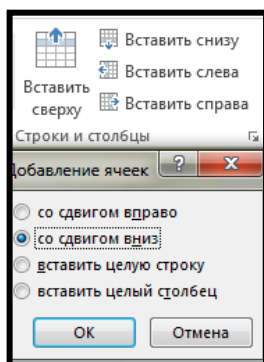 Вставить сверху
Вставить снизу
Вставить слева
Вставить справа
Строки и столбцы
Добавление ячеек
?
X
со сдвигом вправо
со сдвигом вниз
вставить целую строку
вставить целый столбец
ОК
Отмена